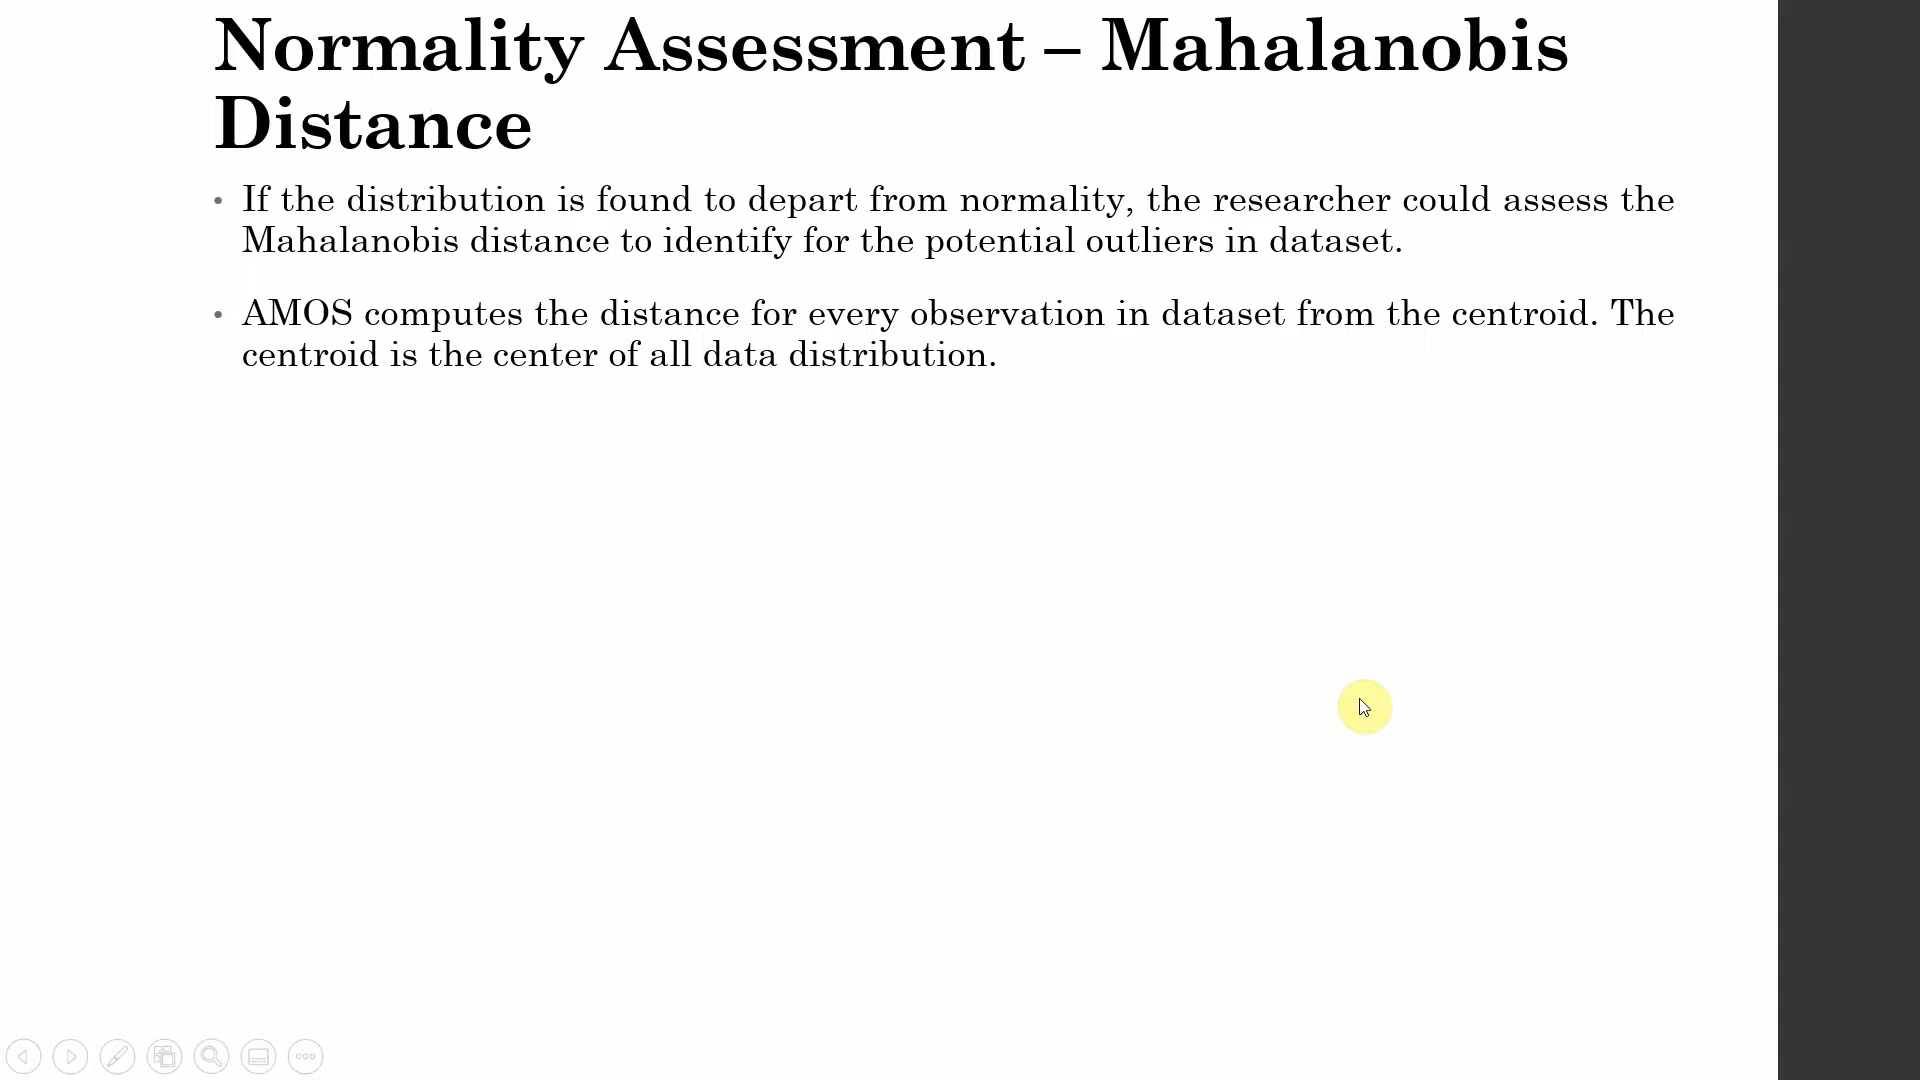 Normality Assessment – Mahalanobis
Distance
• If the distribution is found to depart from normality, the researcher could assess the
Mahalanobis distance to identify for the potential outliers in dataset.
• AMOS computes the distance for every observation in dataset from the centroid. The
centroid is the center of all data distribution.